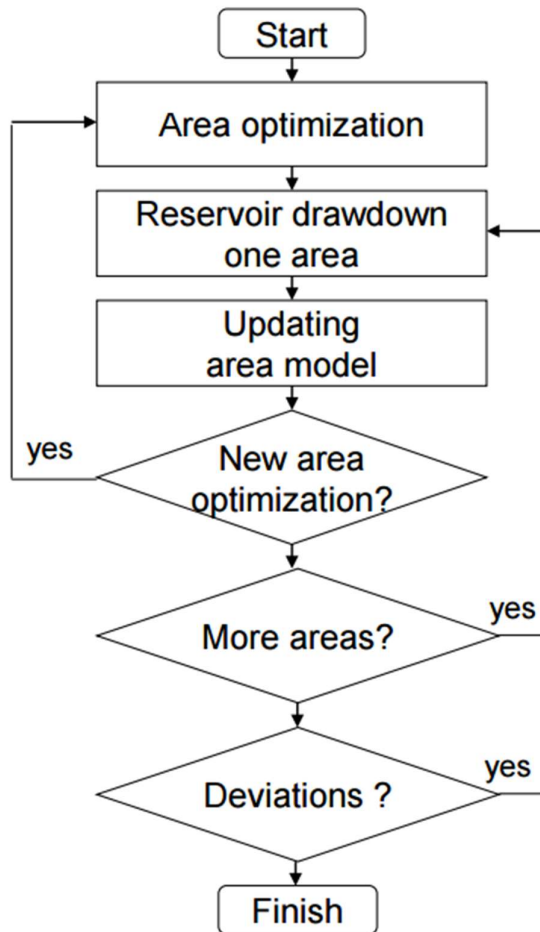 Start
Area optimization
Reservoir drawdown
one area
Updating
area model
yes
New area
optimization?
yes
More areas?
yes
Deviations ?
Finish